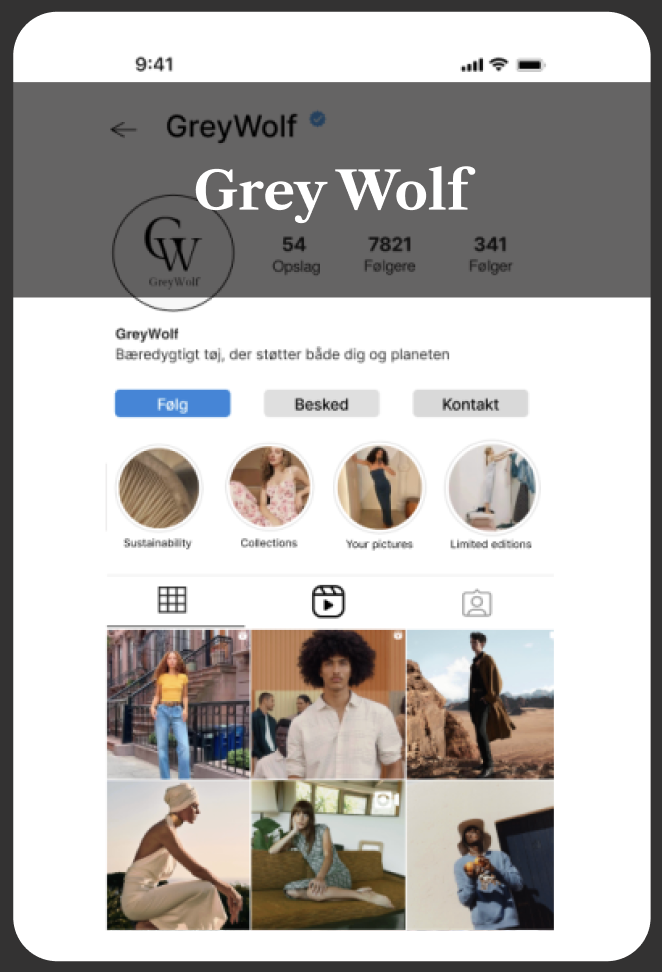 9:41
GreyWolf
Grey Wolf
GW
GreyWolf
54 7821 341
Opslag Følgere Følger
GreyWolf
Bæredygtigt tøj, der støtter både dig og planeten
Følg Besked Kontakt
Sustainability Collections Your pictures Limited editions